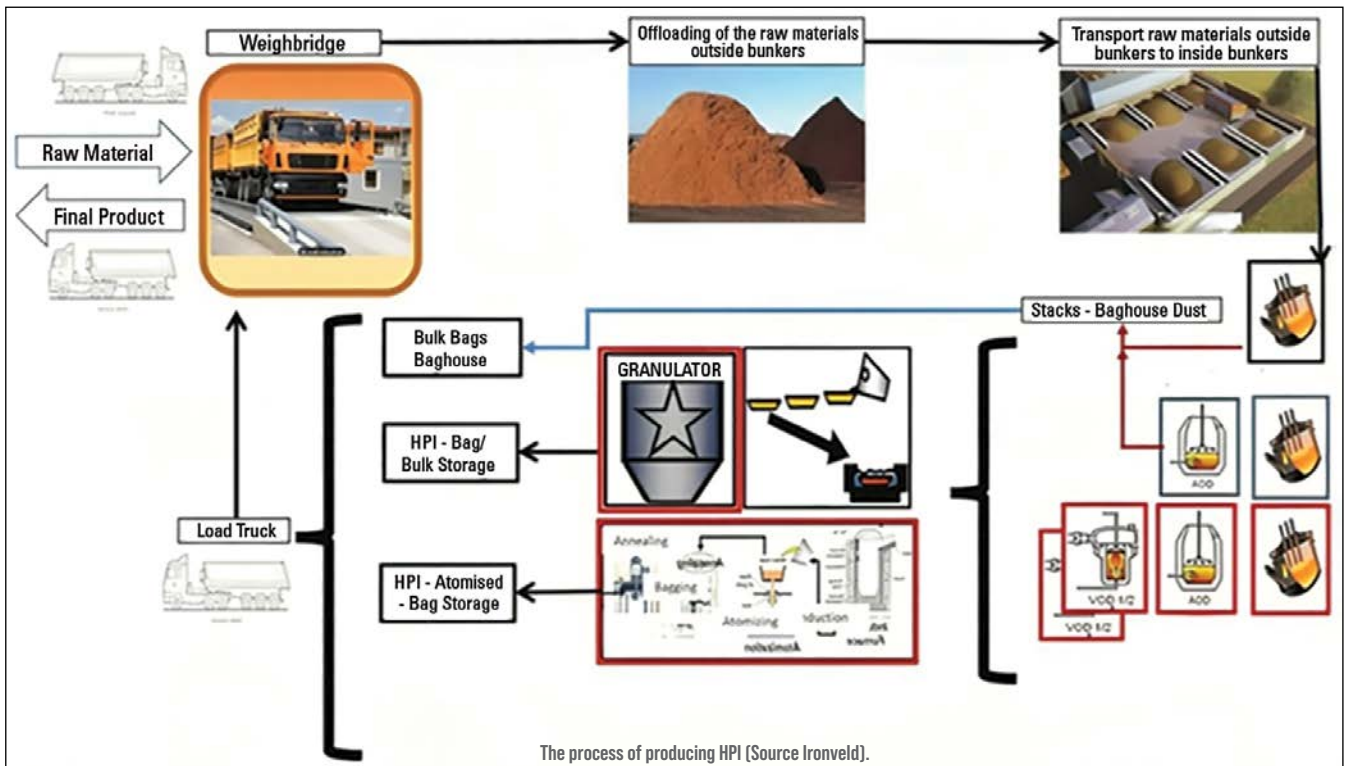 Weighbridge
Offloading of the raw materials
outside bunkers
Transport raw materials outside
bunkers to inside bunkers
Raw Material
Final Product
Stacks - Baghouse Dust
Bulk Bags
Baghouse
GRANULATOR
HPI - Bag/
Bulk Storage
AOD
Load Truck
HPI - Atomised
- Bag Storage
Annealing
Annealing
Bagging
Atomizing
nduction
Furnace
Atomization
VOD 1/2
AOD
VOD 1/2
The process of producing HPI (Source Ironveld).